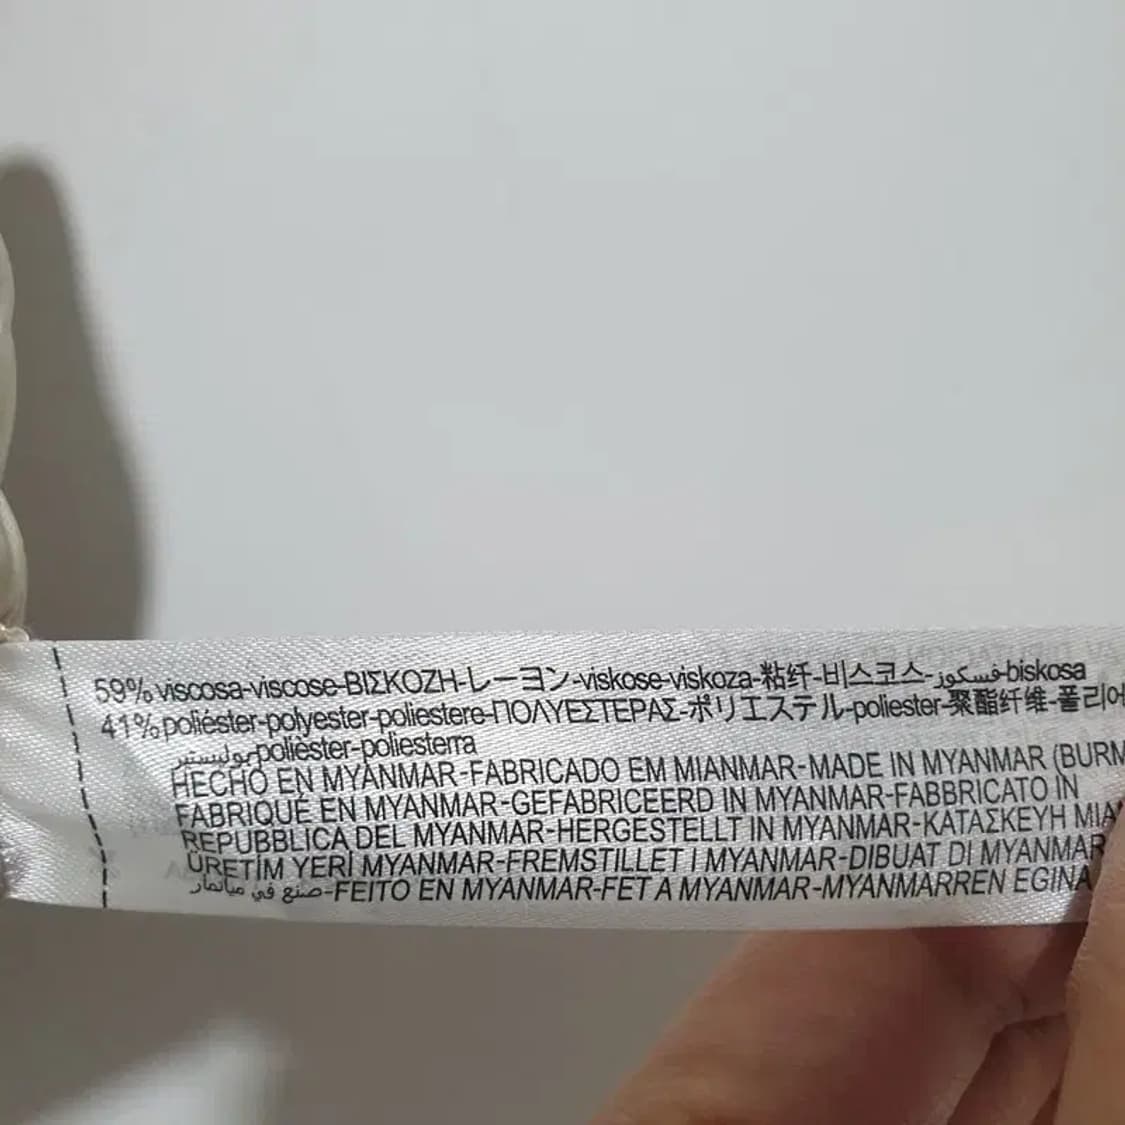 59% viscosa-viscose-ΒΙΣΚΟΖΗ-レーヨン-viskose-viskoza-粘纤-비스코스-فسكوز-biskosa
41% poliéster-polyester-poliestere-ΠΟΛΥΕΣΤΕΡΑΣ-ポリエステル-poliester-聚酯纤维-폴리에
بوليستير-polièster-poliesterra
HECHO EN MYANMAR-FABRICADO EM MIANMAR-MADE IN MYANMAR (BURM
FABRIQUÉ EN MYANMAR-GEFABRICEERD IN MYANMAR-FABBRICATO IN
REPUBBLICA DEL MYANMAR-HERGESTELLT IN MYANMAR-ΚΑΤΑΣΚΕΥΗ ΜΙΑ
ÜRETİM YERİ MYANMAR-FREMSTILLET I MYANMAR-DIBUAT DI MYANMAR
صنع في ميانمار-FEITO EN MYANMAR-FET A MYANMAR-MYANMARREN EGINA